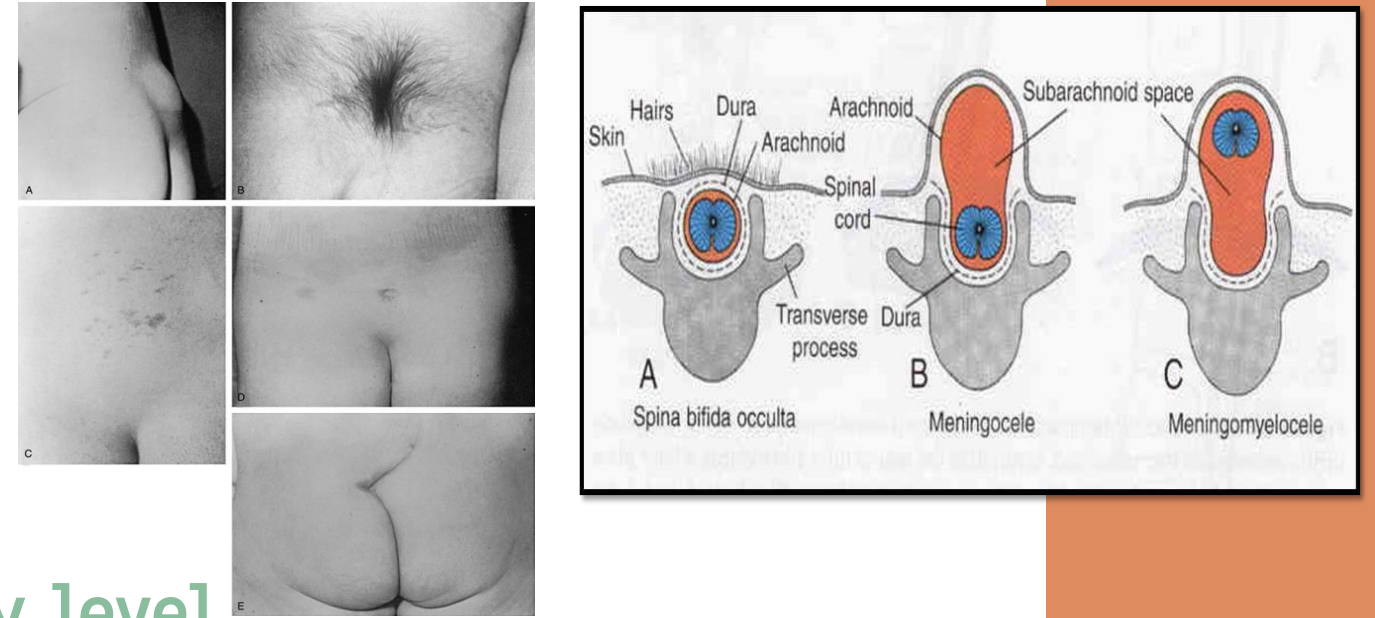 A
B
C
D
E
Skin
Hairs
Dura
Arachnoid
Arachnoid
Subarachnoid space
Spinal
cord
Transverse
process
Dura
A
B
C
Spina bifida occulta
Meningocele
Meningomyelocele
y level